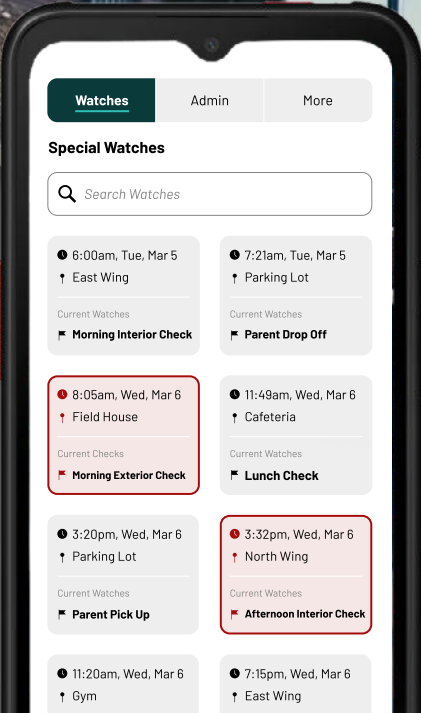 Watches
Admin
More
Special Watches
Search Watches
6:00am, Tue, Mar 5
East Wing
Current Watches
Morning Interior Check
7:21am, Tue, Mar 5
Parking Lot
Current Watches
Parent Drop Off
8:05am, Wed, Mar 6
Field House
Current Checks
Morning Exterior Check
11:49am, Wed, Mar 6
Cafeteria
Current Watches
Lunch Check
3:20pm, Wed, Mar 6
Parking Lot
Current Watches
Parent Pick Up
3:32pm, Wed, Mar 6
North Wing
Current Watches
Afternoon Interior Check
11:20am, Wed, Mar 6
Gym
7:15pm, Wed, Mar 6
East Wing